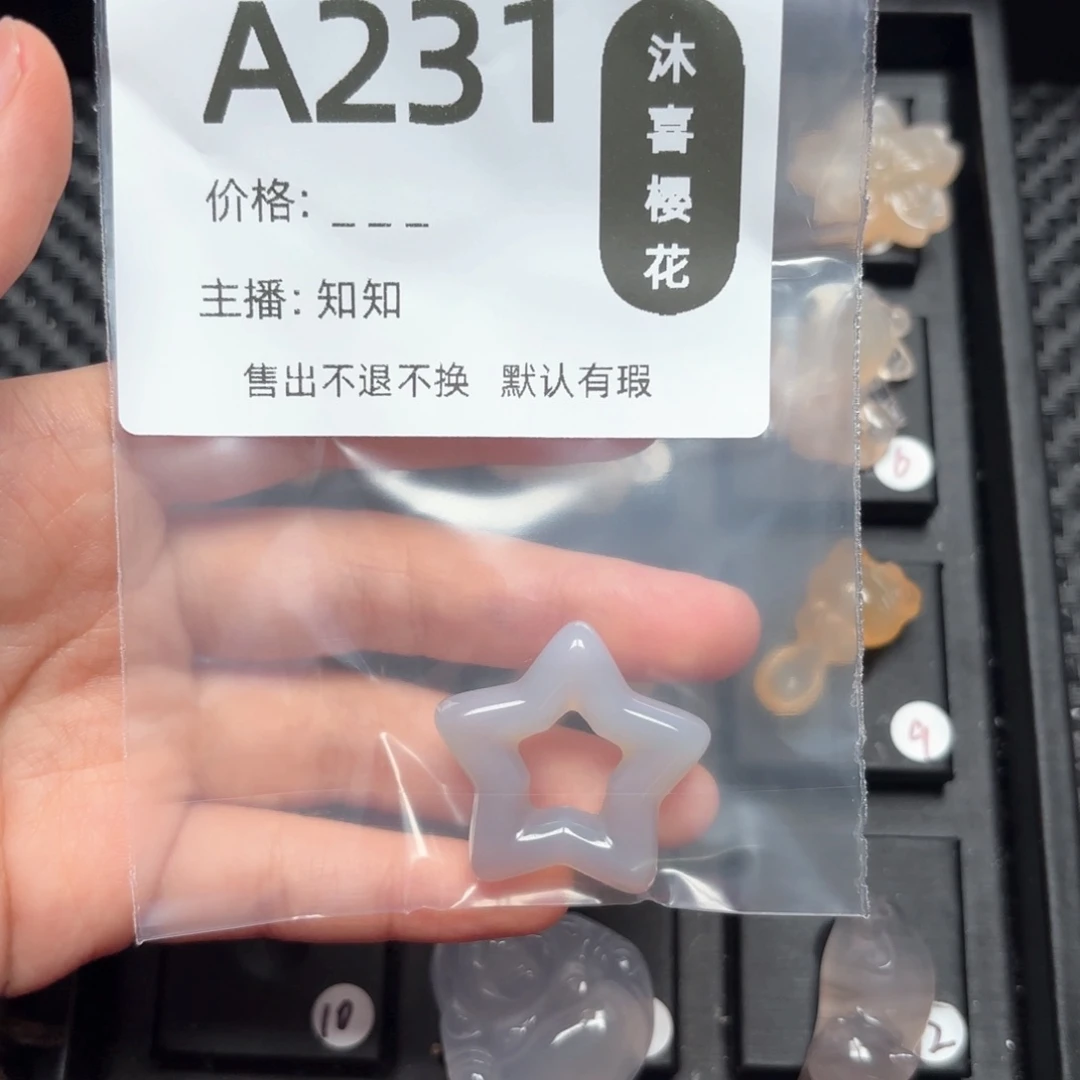 A231
沐喜樱花
价格: _ _ _
主播: 知知
售出不退不换 默认有瑕
6
9
10
2